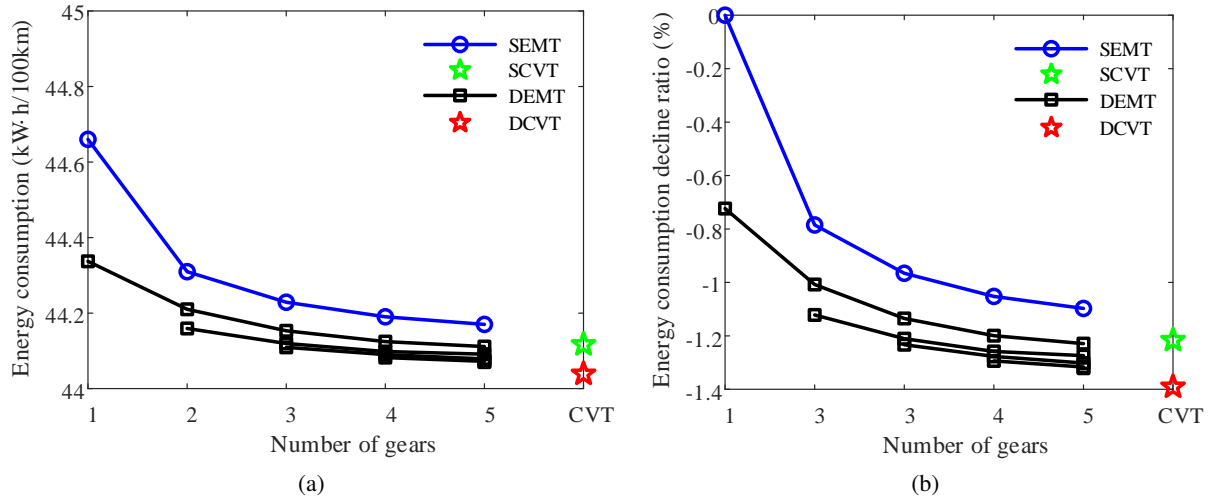 Energy consumption (kW·h/100km)
45
44.8
44.6
44.4
44.2
44
SEMT
SCVT
DEMT
DCVT
1 2 3 4 5 CVT
Number of gears
(a)
Energy consumption decline ratio (%)
0
-0.2
-0.4
-0.6
-0.8
-1
-1.2
-1.4
SEMT
SCVT
DEMT
DCVT
1 3 3 4 5 CVT
Number of gears
(b)